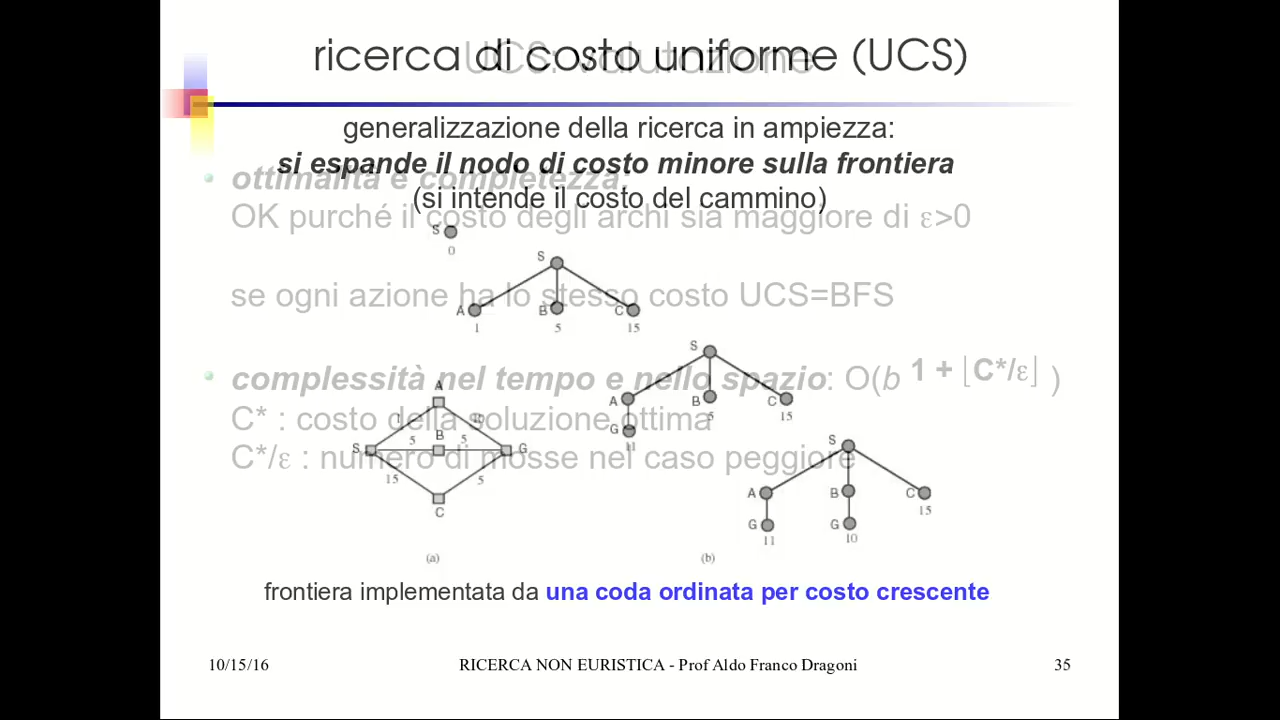 ricerca di costo uniforme (UCS)
UCS: valutazione
generalizzazione della ricerca in ampiezza:
si espande il nodo di costo minore sulla frontiera
(si intende il costo del cammino)
ottimalità e completezza:
OK purché il costo degli archi sia maggiore di ε>0
se ogni azione ha lo stesso costo UCS=BFS
complessità nel tempo e nello spazio: O(b 1 + ⌊C*/ε⌋ )
C* : costo della soluzione ottima
C*/ε : numero di mosse nel caso peggiore
S
0
S
A B C
1 5 15
S
A B C
5 15
G
11
S
A B C
15
G G
11 10
A
1 10
S 5 B 5 G
15 5
C
(a) (b)
frontiera implementata da una coda ordinata per costo crescente
10/15/16 RICERCA NON EURISTICA - Prof Aldo Franco Dragoni 35